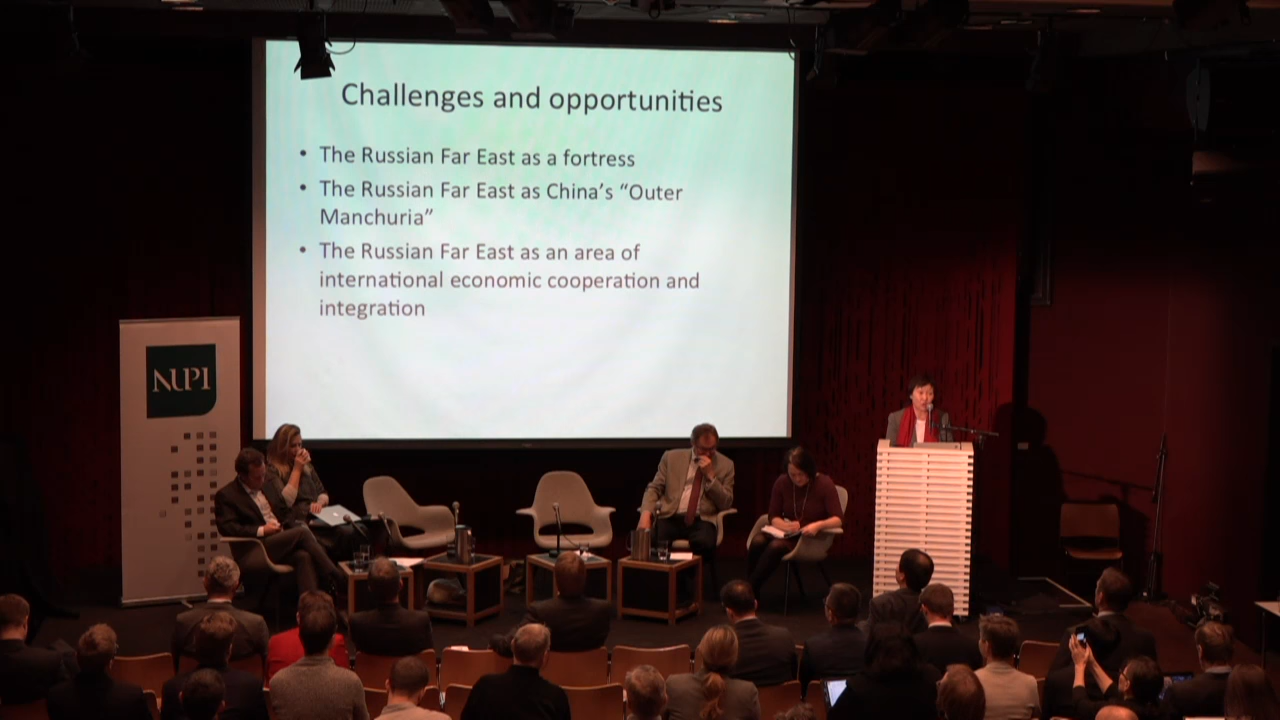 Challenges and opportunities
• The Russian Far East as a fortress
• The Russian Far East as China's “Outer
Manchuria”
• The Russian Far East as an area of
international economic cooperation and
integration
NUPI